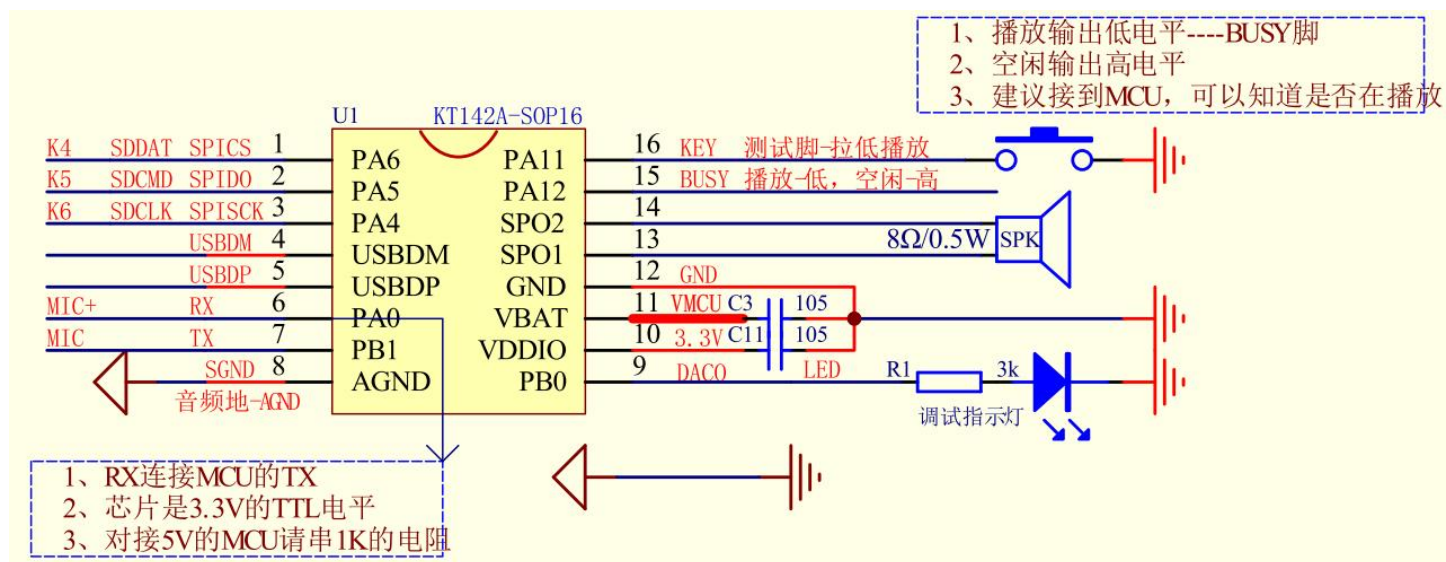 1、播放输出低电平----BUSY脚
2、空闲输出高电平
3、建议接到MCU，可以知道是否在播放
U1 KT142A-SOP16
K4 SDDAT SPICS 1 PA6 PA11 16 KEY 测试脚-拉低播放
K5 SDCMD SPIDO 2 PA5 PA12 15 BUSY 播放-低，空闲-高
K6 SDCLK SPISCK 3 PA4 SPO2 14
USBDM 4 USBDM SPO1 13 8Ω/0.5W SPK
USBDP 5 USBDP GND 12 GND
MIC+ RX 6 PA0 VBAT 11 VMCU C3 105
MIC TX 7 PB1 VDDIO 10 3.3V C11 105
SGND 8 AGND PB0 9 DACO LED R1 3k
音频地-AGND
调试指示灯
1、RX连接MCU的TX
2、芯片是3.3V的TTL电平
3、对接5V的MCU请串1K的电阻